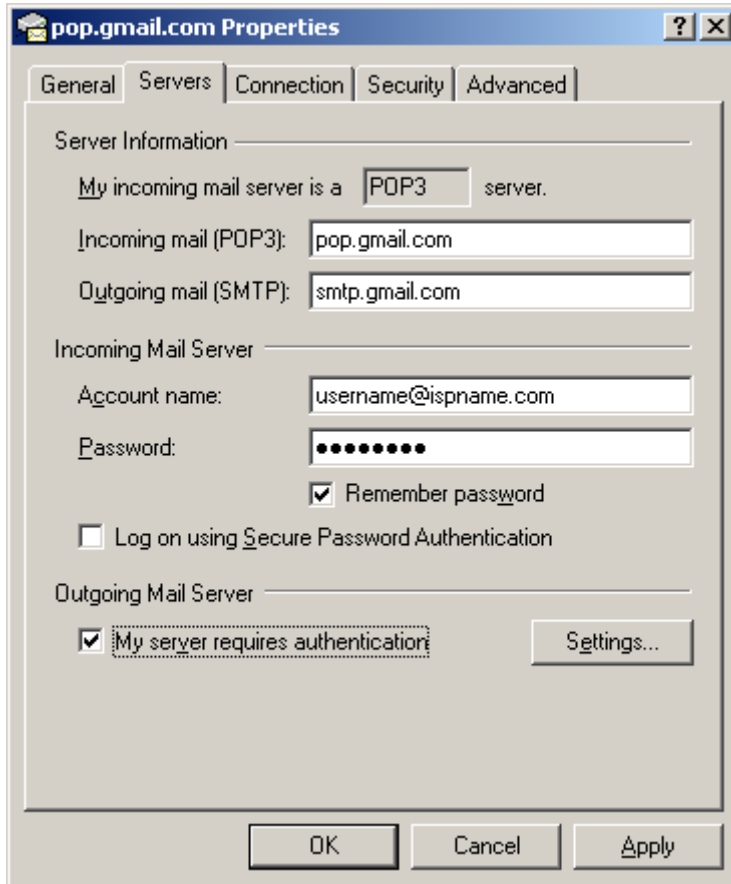 pop.gmail.com Properties
General Servers Connection Security Advanced
Server Information
My incoming mail server is a POP3 server.
Incoming mail (POP3): pop.gmail.com
Outgoing mail (SMTP): smtp.gmail.com
Incoming Mail Server
Account name: username@ispname.com
Password: ●●●●●●●●
Remember password
Log on using Secure Password Authentication
Outgoing Mail Server
My server requires authentication Settings...
OK Cancel Apply